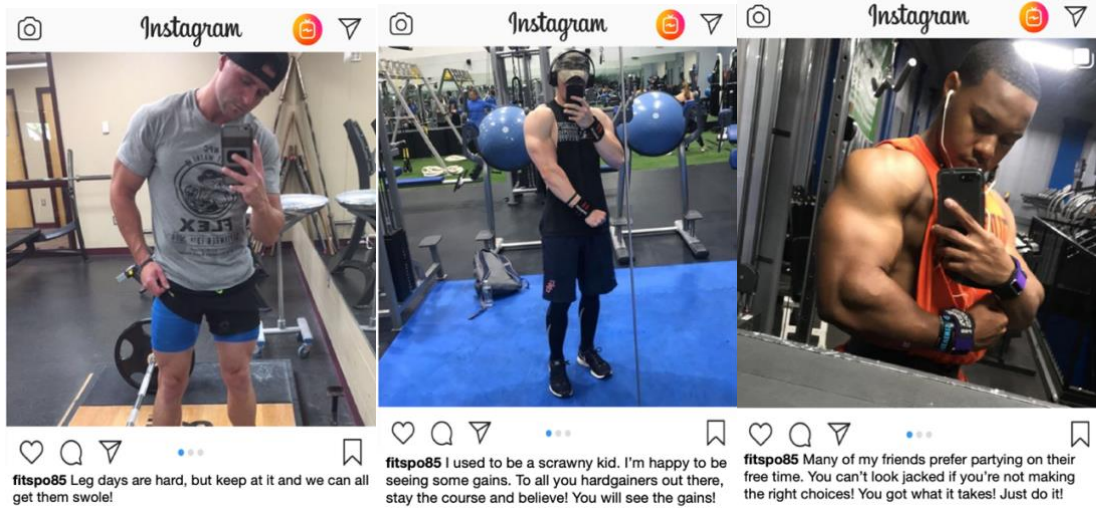 Instagram
FLEX
fitspo85 Leg days are hard, but keep at it and we can all
get them swole!
Instagram
fitspo85 I used to be a scrawny kid. I'm happy to be
seeing some gains. To all you hardgainers out there,
stay the course and believe! You will see the gains!
Instagram
fitspo85 Many of my friends prefer partying on their
free time. You can't look jacked if you're not making
the right choices! You got what it takes! Just do it!